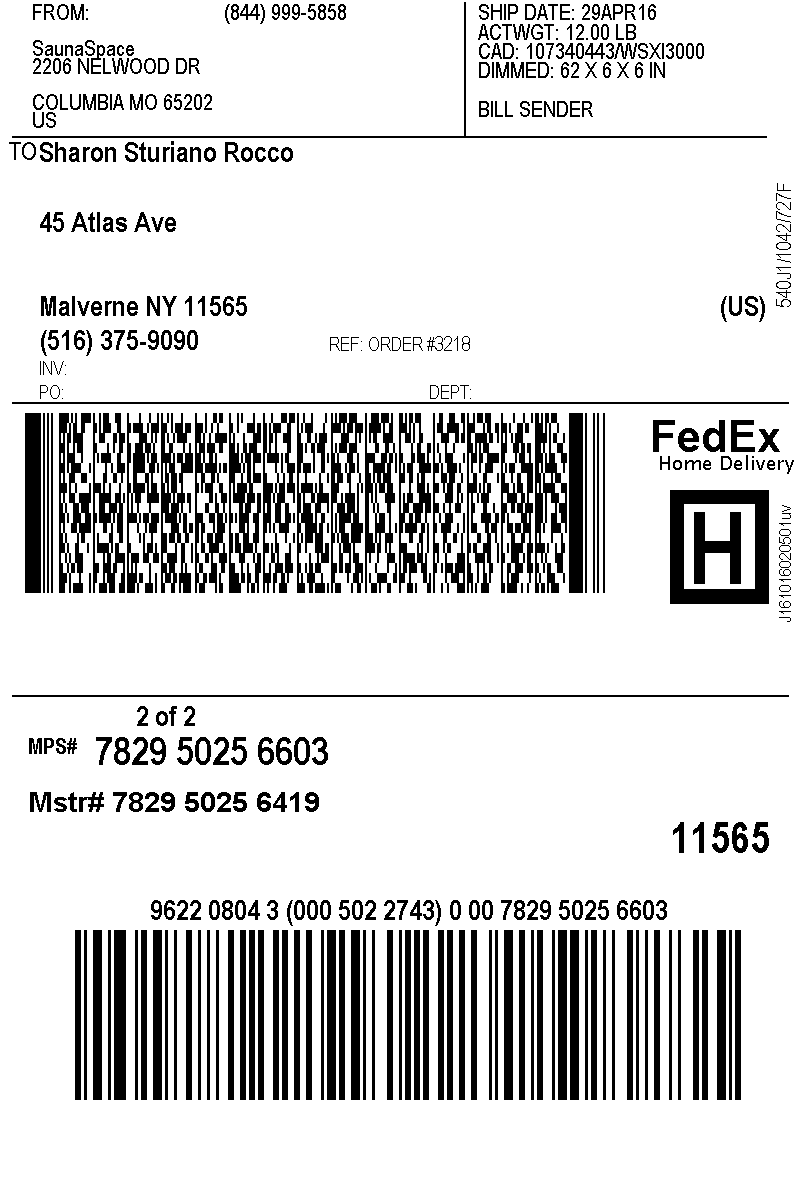 FROM: (844) 999-5858
SaunaSpace
2206 NELWOOD DR
COLUMBIA MO 65202
US
SHIP DATE: 29APR16
ACTWGT: 12.00 LB
CAD: 107340443/WSXI3000
DIMMED: 62 X 6 X 6 IN
BILL SENDER
TO Sharon Sturiano Rocco
45 Atlas Ave
Malverne NY 11565 (US)
(516) 375-9090 REF: ORDER #3218
INV:
PO: DEPT:
540J1/1042/727F
FedEx
Home Delivery
H
J161016020501uv
2 of 2
MPS# 7829 5025 6603
Mstr# 7829 5025 6419
11565
9622 0804 3 (000 502 2743) 0 00 7829 5025 6603